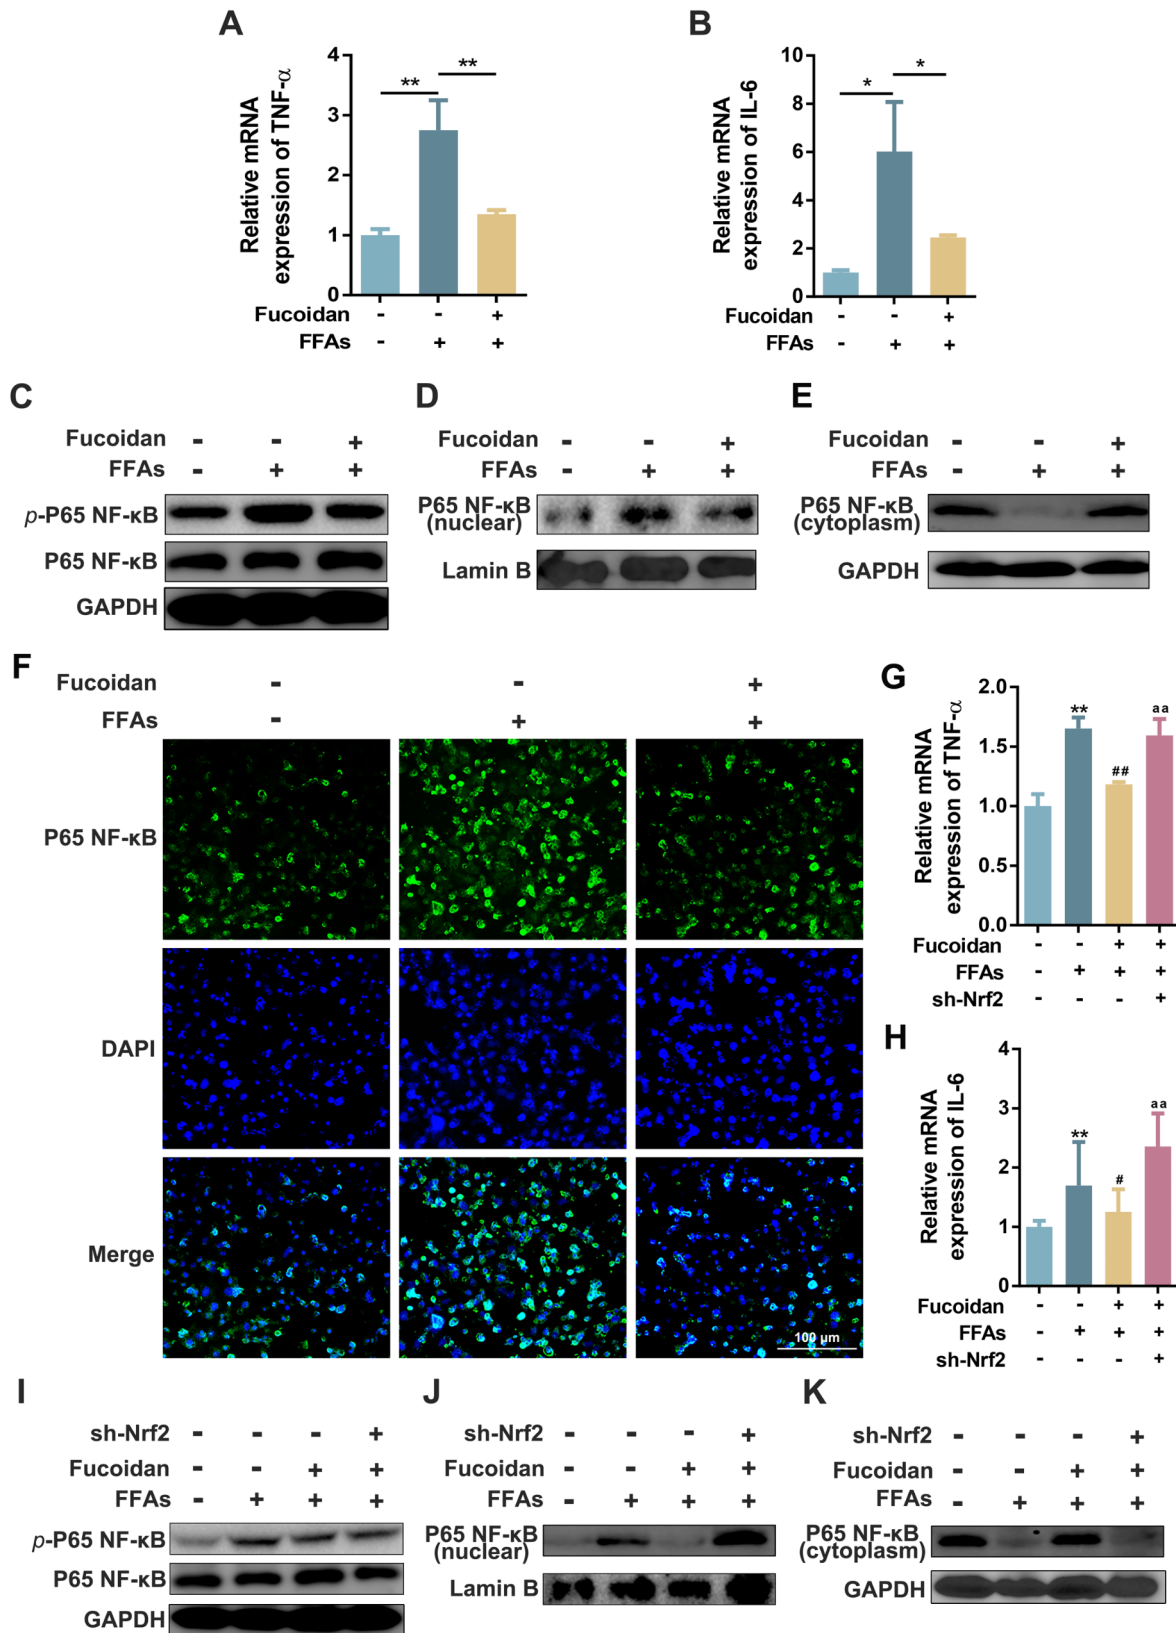 A
Relative mRNA
expression of TNF-α
4
3
2
1
0
**
**
Fucoidan - - +
FFAs - + +
B
Relative mRNA
expression of IL-6
10
8
6
4
2
0
*
*
Fucoidan - - +
FFAs - + +
C
Fucoidan - - +
FFAs - + +
p-P65 NF-κB
P65 NF-κB
GAPDH
D
Fucoidan - - +
FFAs - + +
P65 NF-κB
(nuclear)
Lamin B
E
Fucoidan - - +
FFAs - + +
P65 NF-κB
(cytoplasm)
GAPDH
F
Fucoidan - - +
FFAs - + +
P65 NF-κB
DAPI
Merge
100 μm
G
Relative mRNA
expression of TNF-α
2.0
1.5
1.0
0.5
0.0
**
##
aa
Fucoidan - - + +
FFAs - + + +
sh-Nrf2 - - - +
H
Relative mRNA
expression of IL-6
4
3
2
1
0
**
#
aa
Fucoidan - - + +
FFAs - + + +
sh-Nrf2 - - - +
I
sh-Nrf2 - - - +
Fucoidan - - + +
FFAs - + + +
p-P65 NF-κB
P65 NF-κB
GAPDH
J
sh-Nrf2 - - - +
Fucoidan - - + +
FFAs - + + +
P65 NF-κB
(nuclear)
Lamin B
K
sh-Nrf2 - - - +
Fucoidan - - + +
FFAs - + + +
P65 NF-κB
(cytoplasm)
GAPDH